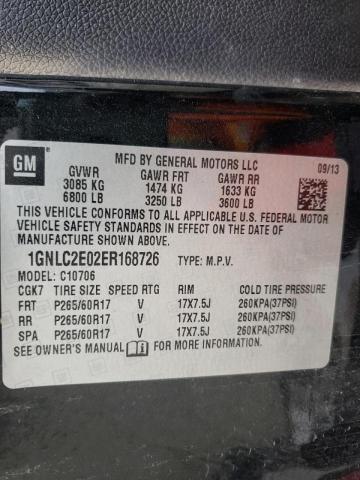 GM
MFD BY GENERAL MOTORS LLC 09/13
GVWR GAWR FRT GAWR RR
3085 KG 1474 KG 1633 KG
6800 LB 3250 LB 3600 LB
THIS VEHICLE CONFORMS TO ALL APPLICABLE U.S. FEDERAL MOTOR
VEHICLE SAFETY STANDARDS IN EFFECT ON THE DATE OF
MANUFACTURE SHOWN ABOVE.
1GNLC2E02ER168726 TYPE: M.P.V.
MODEL: C10706
CGK7 TIRE SIZE SPEED RTG RIM COLD TIRE PRESSURE
FRT P265/60R17 V 17X7.5J 260KPA(37PSI)
RR P265/60R17 V 17X7.5J 260KPA(37PSI)
SPA P265/60R17 V 17X7.5J 260KPA(37PSI)
SEE OWNER'S MANUAL FOR MORE INFORMATION